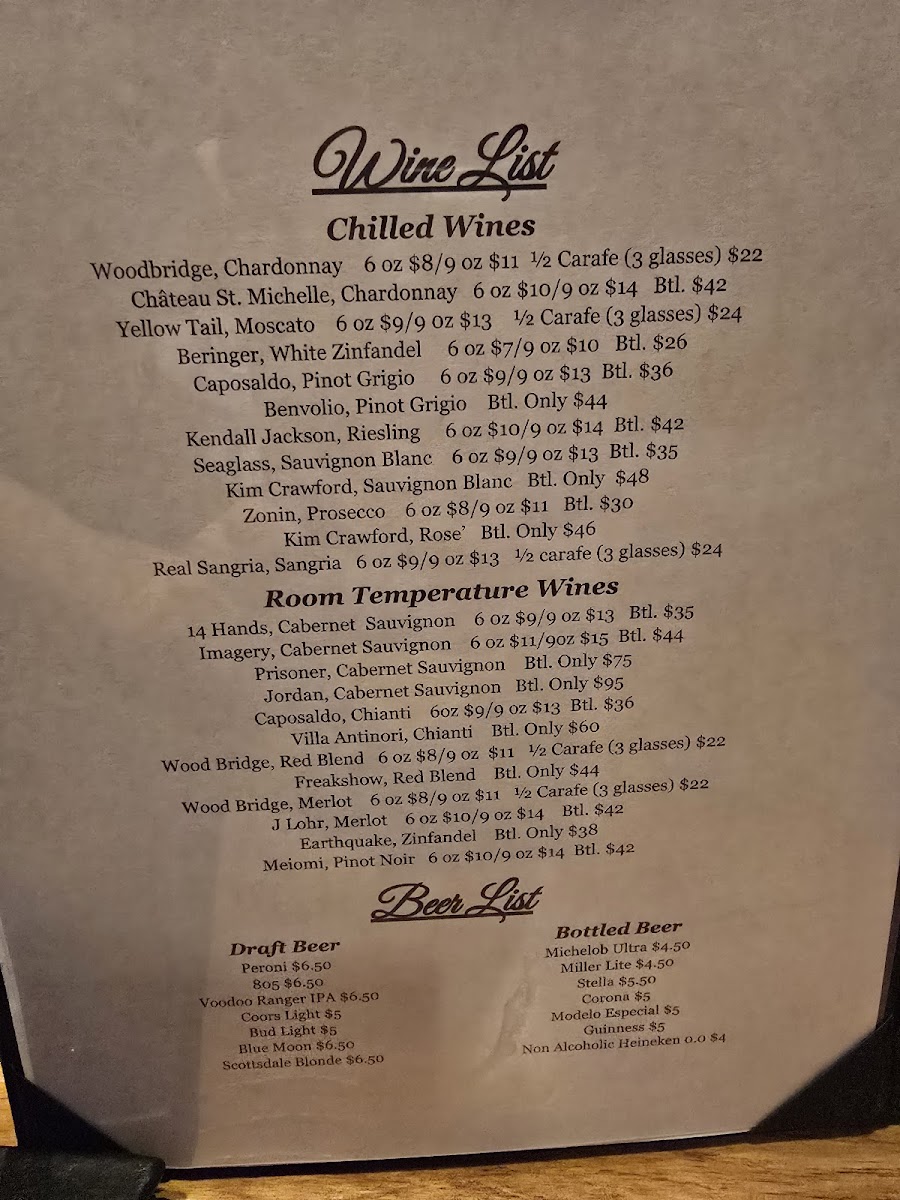 Wine List
Chilled Wines
Woodbridge, Chardonnay 6 oz $8/9 oz $11 ½ Carafe (3 glasses) $22
Château St. Michelle, Chardonnay 6 oz $10/9 oz $14 Btl. $42
Yellow Tail, Moscato 6 oz $9/9 oz $13 ½ Carafe (3 glasses) $24
Beringer, White Zinfandel 6 oz $7/9 oz $10 Btl. $26
Caposaldo, Pinot Grigio 6 oz $9/9 oz $13 Btl. $36
Benvolio, Pinot Grigio Btl. Only $44
Kendall Jackson, Riesling 6 oz $10/9 oz $14 Btl. $42
Seaglass, Sauvignon Blanc 6 oz $9/9 oz $13 Btl. $35
Kim Crawford, Sauvignon Blanc Btl. Only $48
Zonin, Prosecco 6 oz $8/9 oz $11 Btl. $30
Kim Crawford, Rose' Btl. Only $46
Real Sangria, Sangria 6 oz $9/9 oz $13 ½ carafe (3 glasses) $24
Room Temperature Wines
14 Hands, Cabernet Sauvignon 6 oz $9/9 oz $13 Btl. $35
Imagery, Cabernet Sauvignon 6 oz $11/9oz $15 Btl. $44
Prisoner, Cabernet Sauvignon Btl. Only $75
Jordan, Cabernet Sauvignon Btl. Only $95
Caposaldo, Chianti 6oz $9/9 oz $13 Btl. $36
Villa Antinori, Chianti Btl. Only $60
Wood Bridge, Red Blend 6 oz $8/9 oz $11 ½ Carafe (3 glasses) $22
Freakshow, Red Blend Btl. Only $44
Wood Bridge, Merlot 6 oz $8/9 oz $11 ½ Carafe (3 glasses) $22
J Lohr, Merlot 6 oz $10/9 oz $14 Btl. $42
Earthquake, Zinfandel Btl. Only $38
Meiomi, Pinot Noir 6 oz $10/9 oz $14 Btl. $42
Beer List
Draft Beer
Peroni $6.50
805 $6.50
Voodoo Ranger IPA $6.50
Coors Light $5
Bud Light $5
Blue Moon $6.50
Scottsdale Blonde $6.50
Bottled Beer
Michelob Ultra $4.50
Miller Lite $4.50
Stella $5.50
Corona $5
Modelo Especial $5
Guinness $5
Non Alcoholic Heineken 0.0 $4